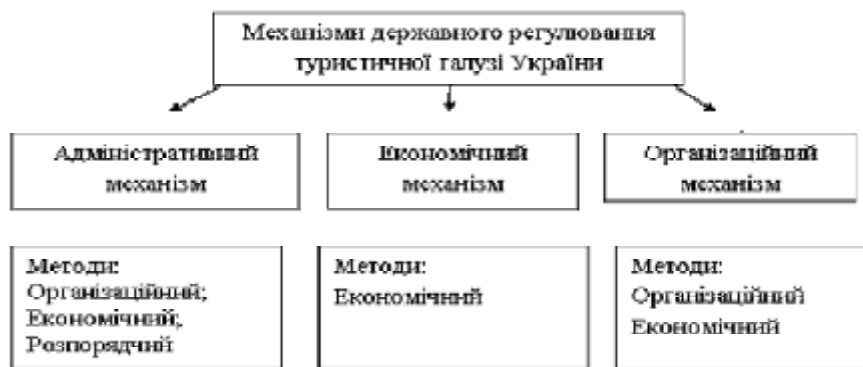 Механізми державного регулювання
туристичної галузі України
Адміністративний
механізм
Економічний
механізм
Організаційний
механізм
Методи:
Організаційний;
Економічний;
Розпорядчий
Методи:
Економічний
Методи:
Організаційний
Економічний